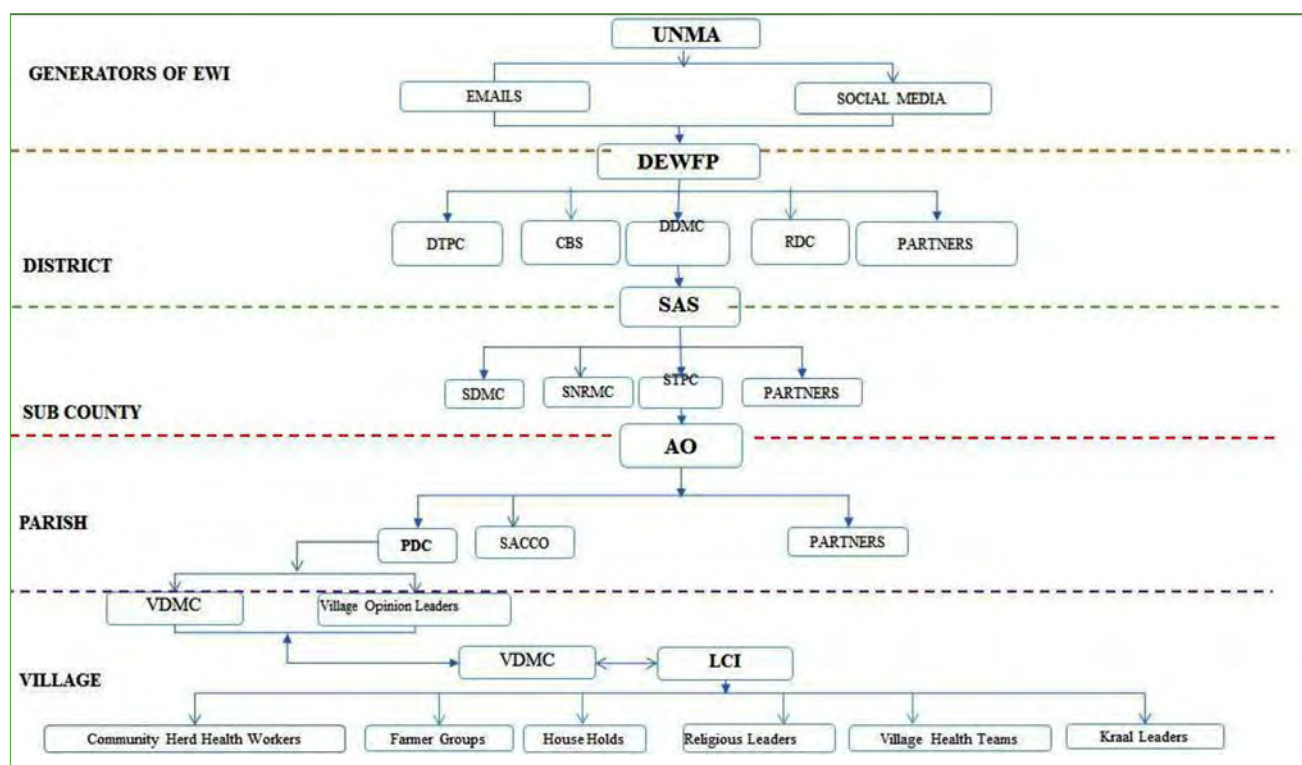 UNMA
GENERATORS OF EWI
EMAILS
SOCIAL MEDIA
DEWFP
DTPC
CBS
DDMC
RDC
PARTNERS
DISTRICT
SAS
SDMC
SNRMC
STPC
PARTNERS
SUB COUNTY
AO
PARISH
PDC
SACCO
PARTNERS
VDMC
Village Opinion Leaders
VDMC
LCI
VILLAGE
Community Herd Health Workers
Farmer Groups
House Holds
Religious Leaders
Village Health Teams
Kraal Leaders